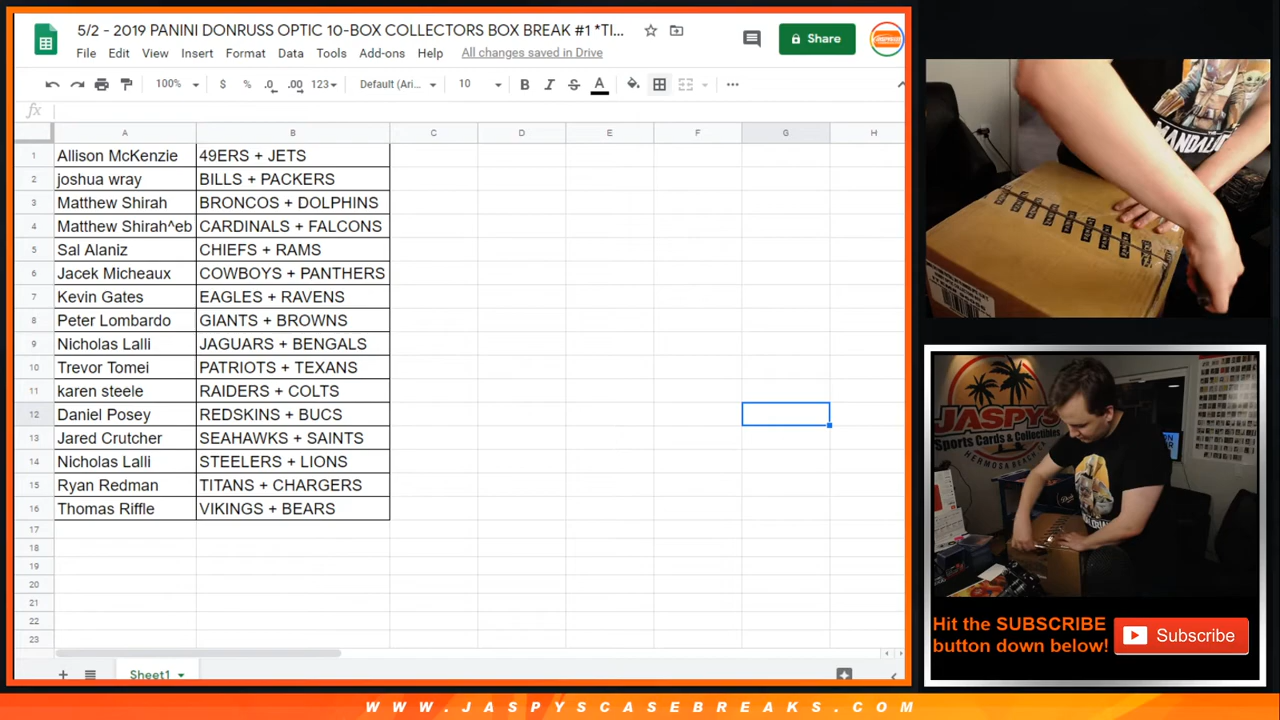 5/2 - 2019 PANINI DONRUSS OPTIC 10-BOX COLLECTORS BOX BREAK #1 *TI...
File Edit View Insert Format Data Tools Add-ons Help All changes saved in Drive
Share
100% $ % .0 .00 123 Default (Ari... 10 B I S A ...
fx
A B C D E F G H
1 Allison McKenzie 49ERS + JETS
2 joshua wray BILLS + PACKERS
3 Matthew Shirah BRONCOS + DOLPHINS
4 Matthew Shirah^eb CARDINALS + FALCONS
5 Sal Alaniz CHIEFS + RAMS
6 Jacek Micheaux COWBOYS + PANTHERS
7 Kevin Gates EAGLES + RAVENS
8 Peter Lombardo GIANTS + BROWNS
9 Nicholas Lalli JAGUARS + BENGALS
10 Trevor Tomei PATRIOTS + TEXANS
11 karen steele RAIDERS + COLTS
12 Daniel Posey REDSKINS + BUCS
13 Jared Crutcher SEAHAWKS + SAINTS
14 Nicholas Lalli STEELERS + LIONS
15 Ryan Redman TITANS + CHARGERS
16 Thomas Riffle VIKINGS + BEARS
17
18
19
20
21
22
23
Sheet1
THE
MANDALO
JASPY'S
Sports Cards & Collectibles
HERMOSA BEACH, CA
Hit the SUBSCRIBE
button down below!
Subscribe
WWW.JASPYSCASEBREAKS.COM